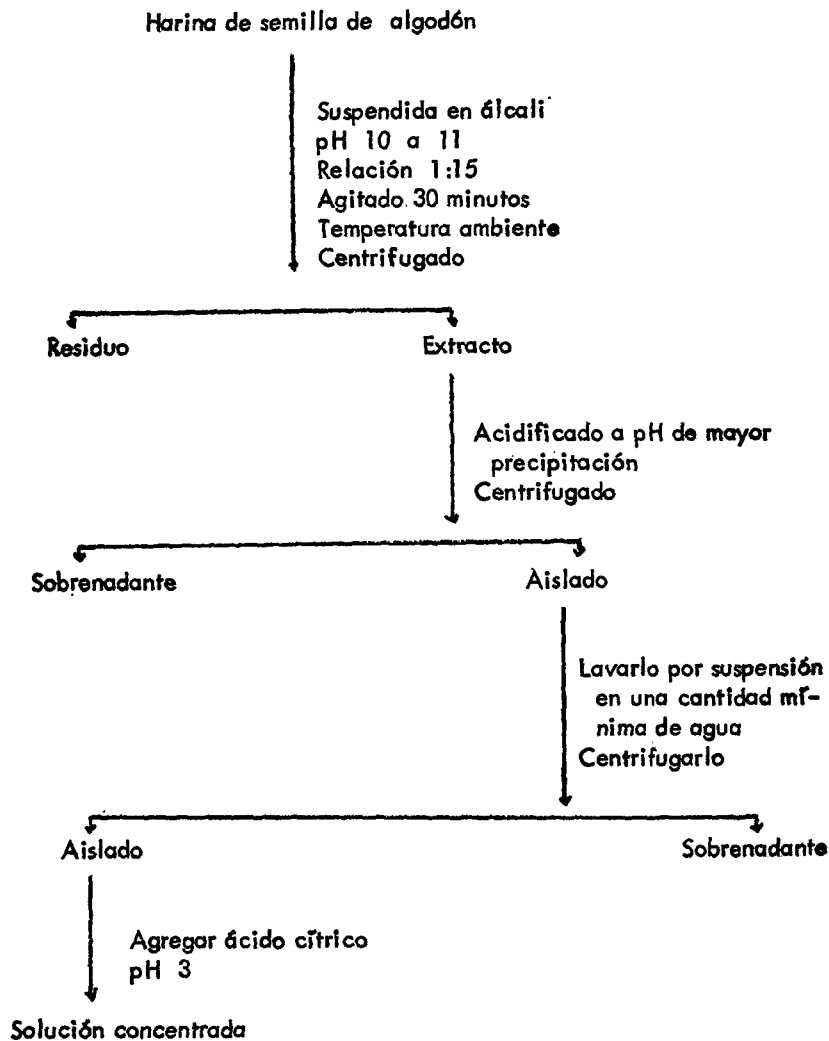 Harina de semilla de algodón
Suspendida en álcali
pH 10 a 11
Relación 1:15
Agitado 30 minutos
Temperatura ambiente
Centrifugado
Residuo
Extracto
Acidificado a pH de mayor
precipitación
Centrifugado
Sobrenadante
Aislado
Lavarlo por suspensión
en una cantidad mí-
nima de agua
Centrifugarlo
Aislado
Sobrenadante
Agregar ácido cítrico
pH 3
Solución concentrada